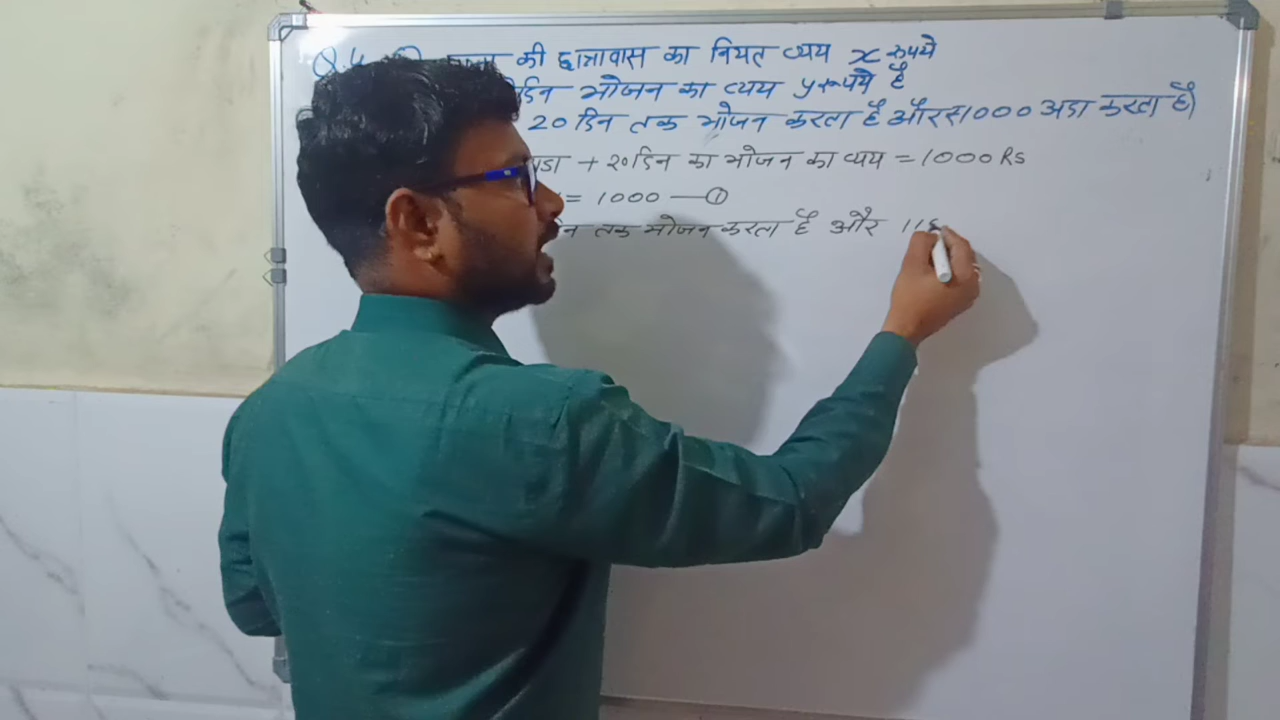 Q.4 की छात्रावास का नियत व्यय x रूपये
भोजन का व्यय y रूपये है
20 दिन तक भोजन करता है और रु1000 अदा करता है)
+ 20 दिन का भोजन का व्यय = 1000 Rs
= 1000 —①
तक भोजन करता है और 118